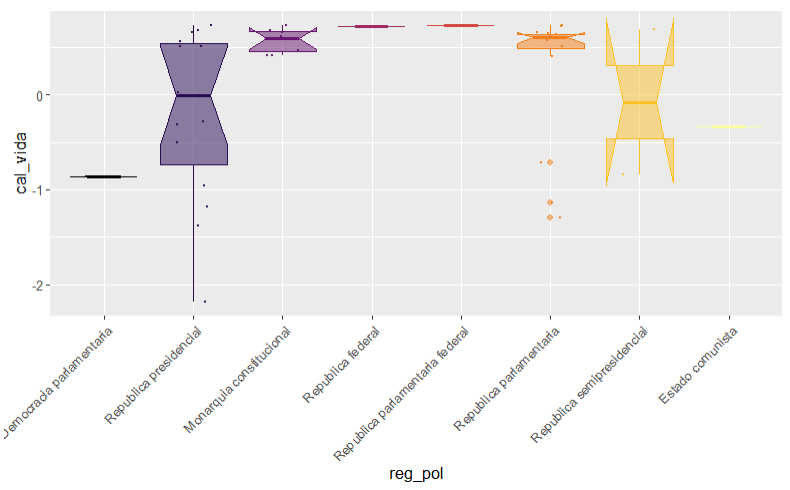 cal_vida
0
-1
-2
Democracia parlamentaria
Republica presidencial
Monarquia constitucional
Republica federal
Republica parlamentaria federal
Republica parlamentaria
Republica semipresidencial
Estado comunista
reg_pol